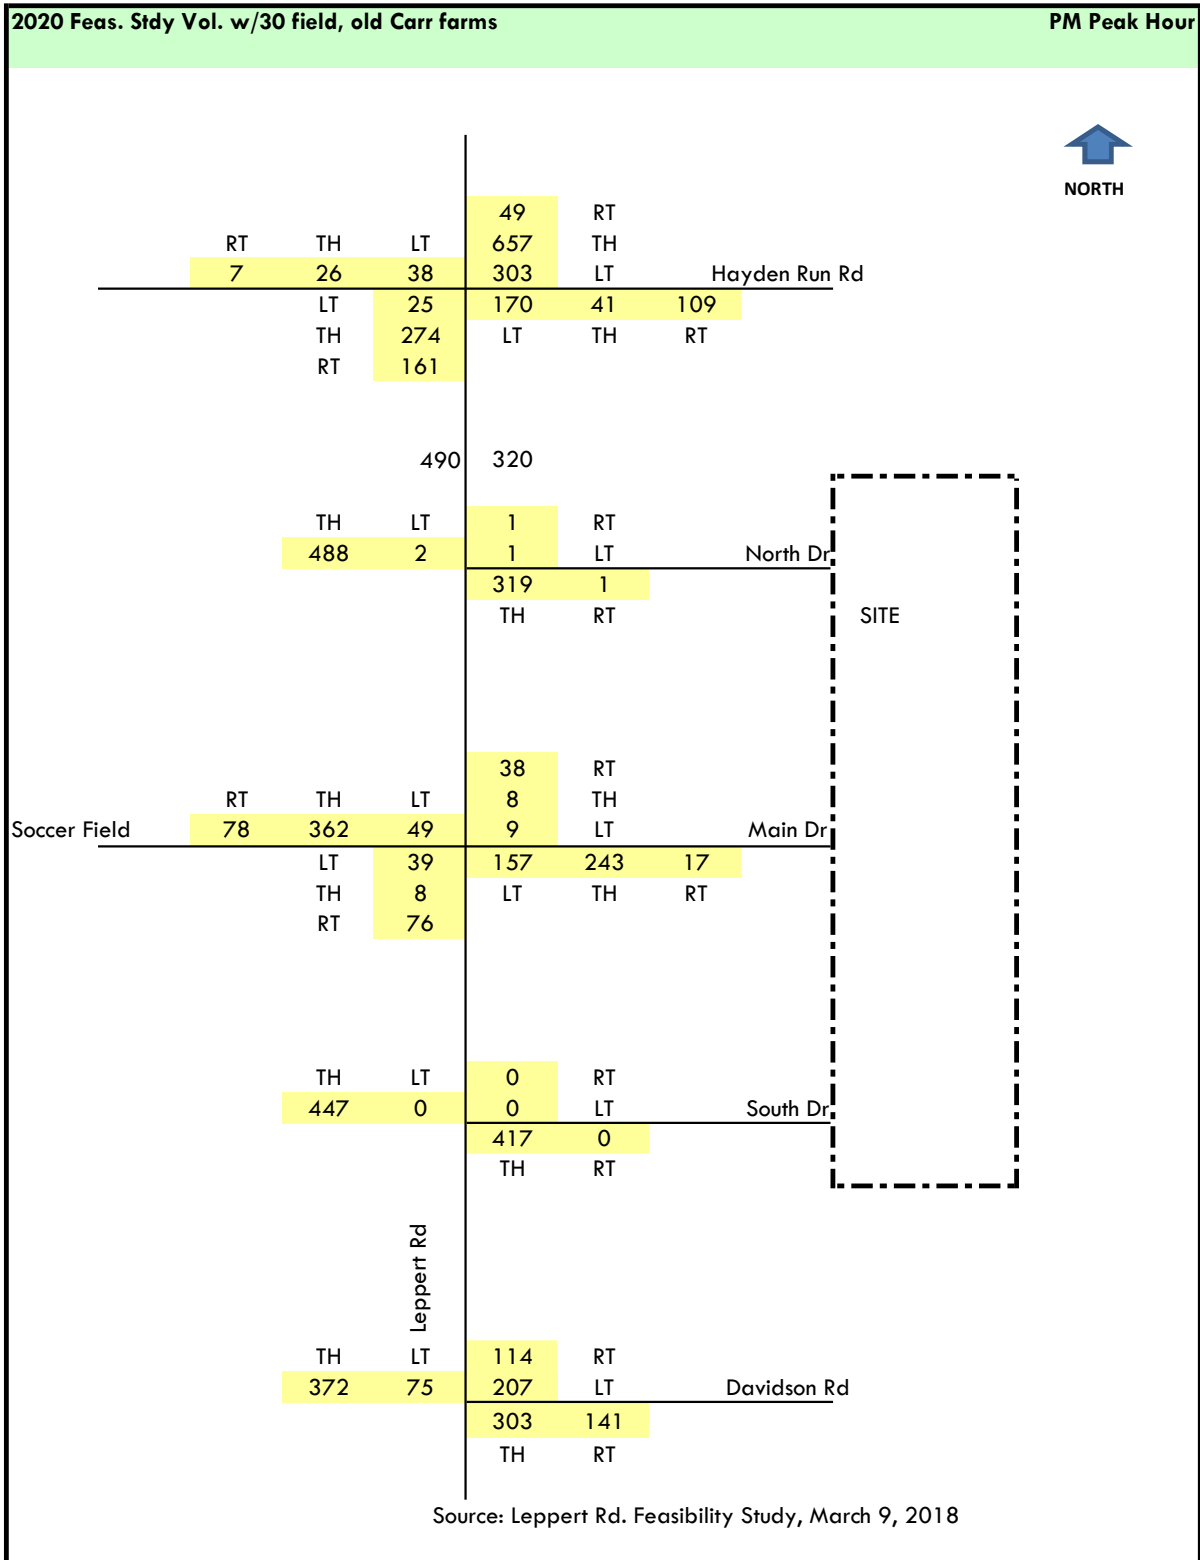 2020 Feas. Stdy Vol. w/30 field, old Carr farms PM Peak Hour
NORTH
49 RT
RT TH LT 657 TH
7 26 38 303 LT Hayden Run Rd
LT 25 170 41 109
TH 274 LT TH RT
RT 161
490 320
TH LT 1 RT
488 2 1 LT North Dr
319 1
TH RT SITE
38 RT
RT TH LT 8 TH
Soccer Field 78 362 49 9 LT Main Dr
LT 39 157 243 17
TH 8 LT TH RT
RT 76
TH LT 0 RT
447 0 0 LT South Dr
417 0
TH RT
Leppert Rd
TH LT 114 RT
372 75 207 LT Davidson Rd
303 141
TH RT
Source: Leppert Rd. Feasibility Study, March 9, 2018